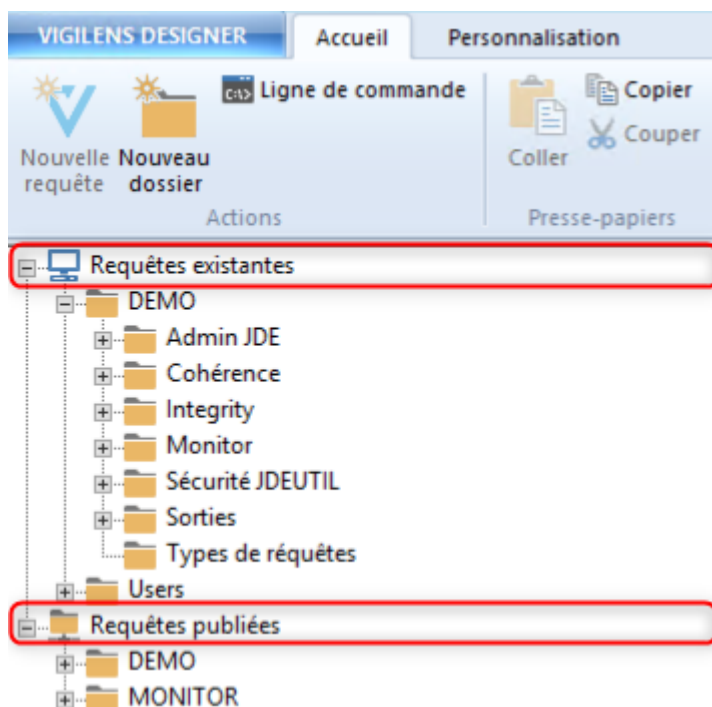 VIGILENS DESIGNER Accueil Personnalisation
C:\> Ligne de commande Copier
Couper
Nouvelle Nouveau Coller
requête dossier
Actions Presse-papiers
Requêtes existantes
DEMO
Admin JDE
Cohérence
Integrity
Monitor
Sécurité JDEUTIL
Sorties
Types de réquêtes
Users
Requêtes publiées
DEMO
MONITOR